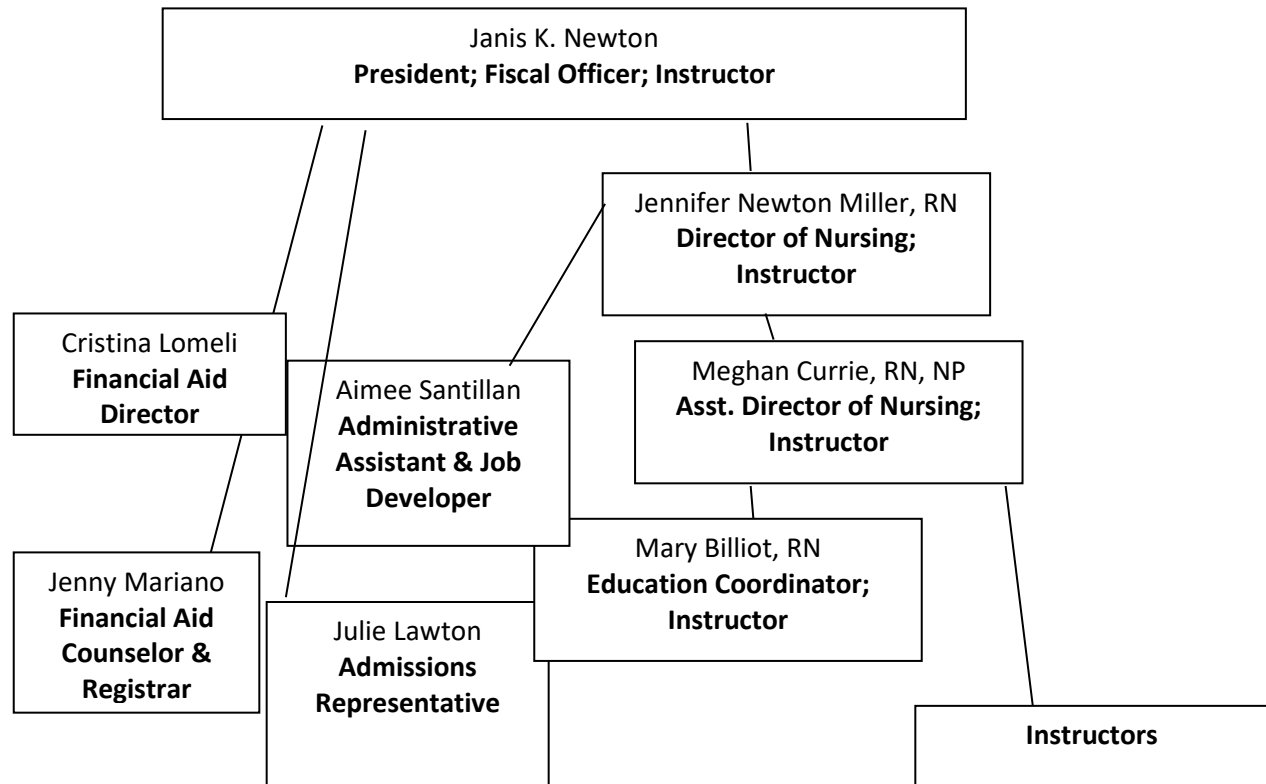 Janis K. Newton
President; Fiscal Officer; Instructor
Jennifer Newton Miller, RN
Director of Nursing;
Instructor
Cristina Lomeli
Financial Aid
Director
Aimee Santillan
Administrative
Assistant & Job
Developer
Meghan Currie, RN, NP
Asst. Director of Nursing;
Instructor
Mary Billiot, RN
Education Coordinator;
Instructor
Jenny Mariano
Financial Aid
Counselor &
Registrar
Julie Lawton
Admissions
Representative
Instructors